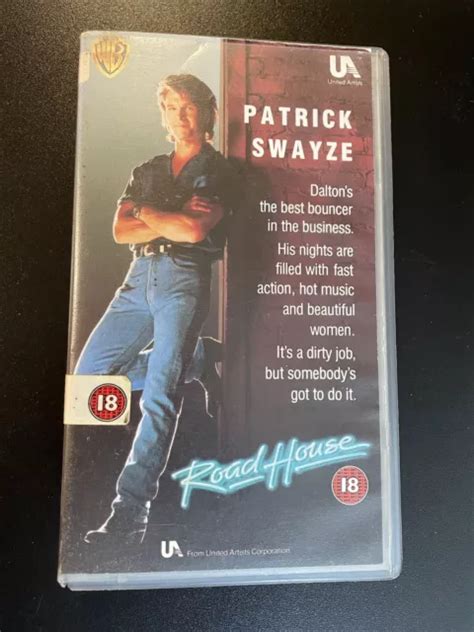 WB
UA
United Artists
PATRICK
SWAYZE
Dalton's
the best bouncer
in the business.
His nights are
filled with fast
action, hot music
and beautiful
women.
It's a dirty job,
but somebody's
got to do it.
18
Road House
18
UA From United Artists Corporation